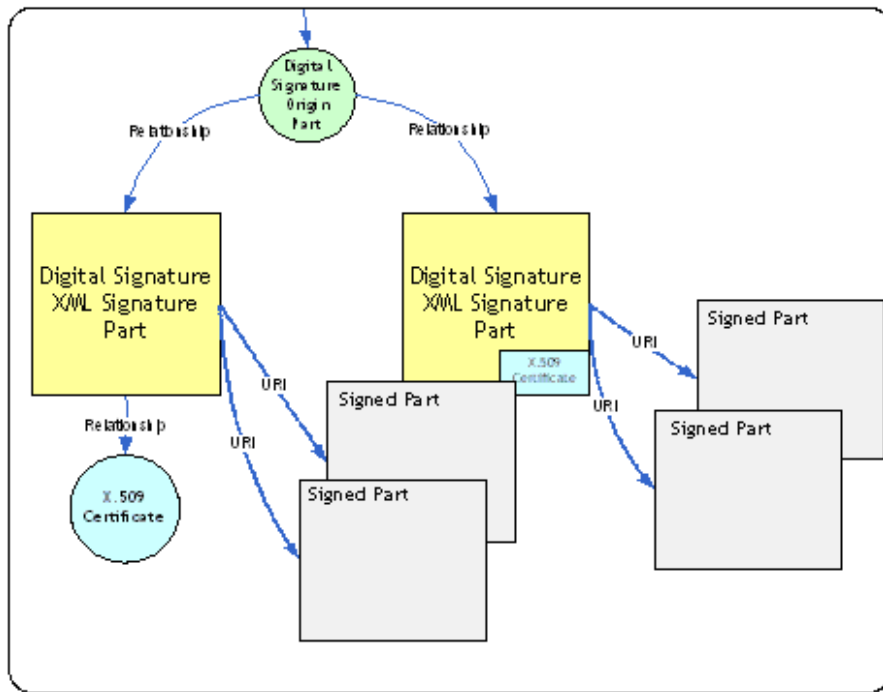 Digital
Signature
Origin
Part
Relationship
Relationship
Digital Signature
XML Signature
Part
Digital Signature
XML Signature
Part
X.509
Certificate
Signed Part
URI
URI
Signed Part
URI
URI
Signed Part
Relationship
Signed Part
X.509
Certificate